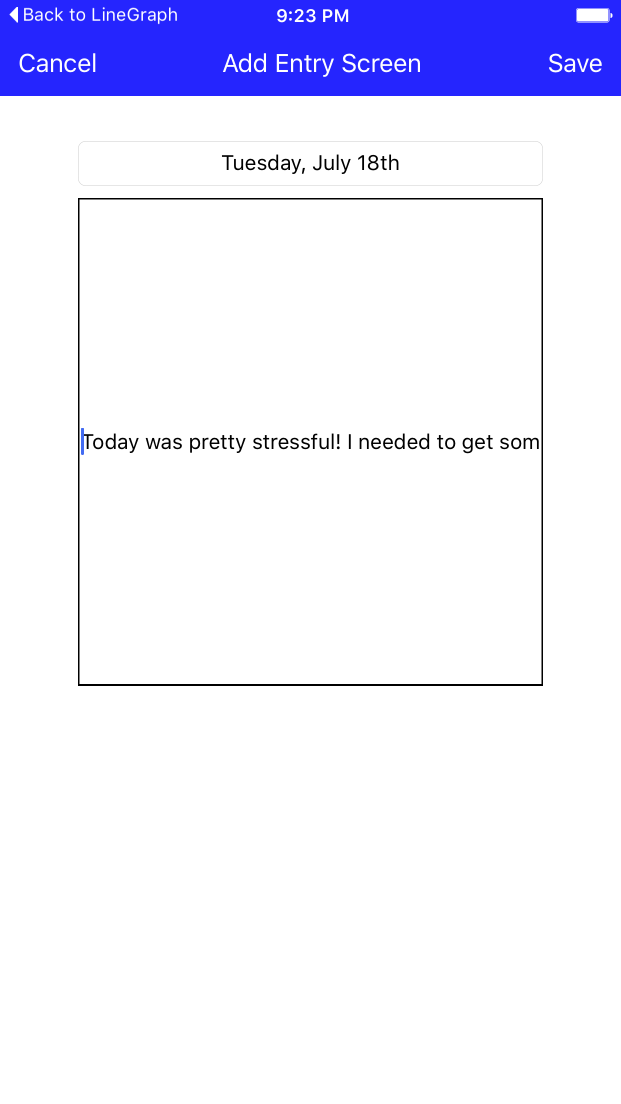 Back to LineGraph 9:23 PM
Cancel Add Entry Screen Save
Tuesday, July 18th
Today was pretty stressful! I needed to get som